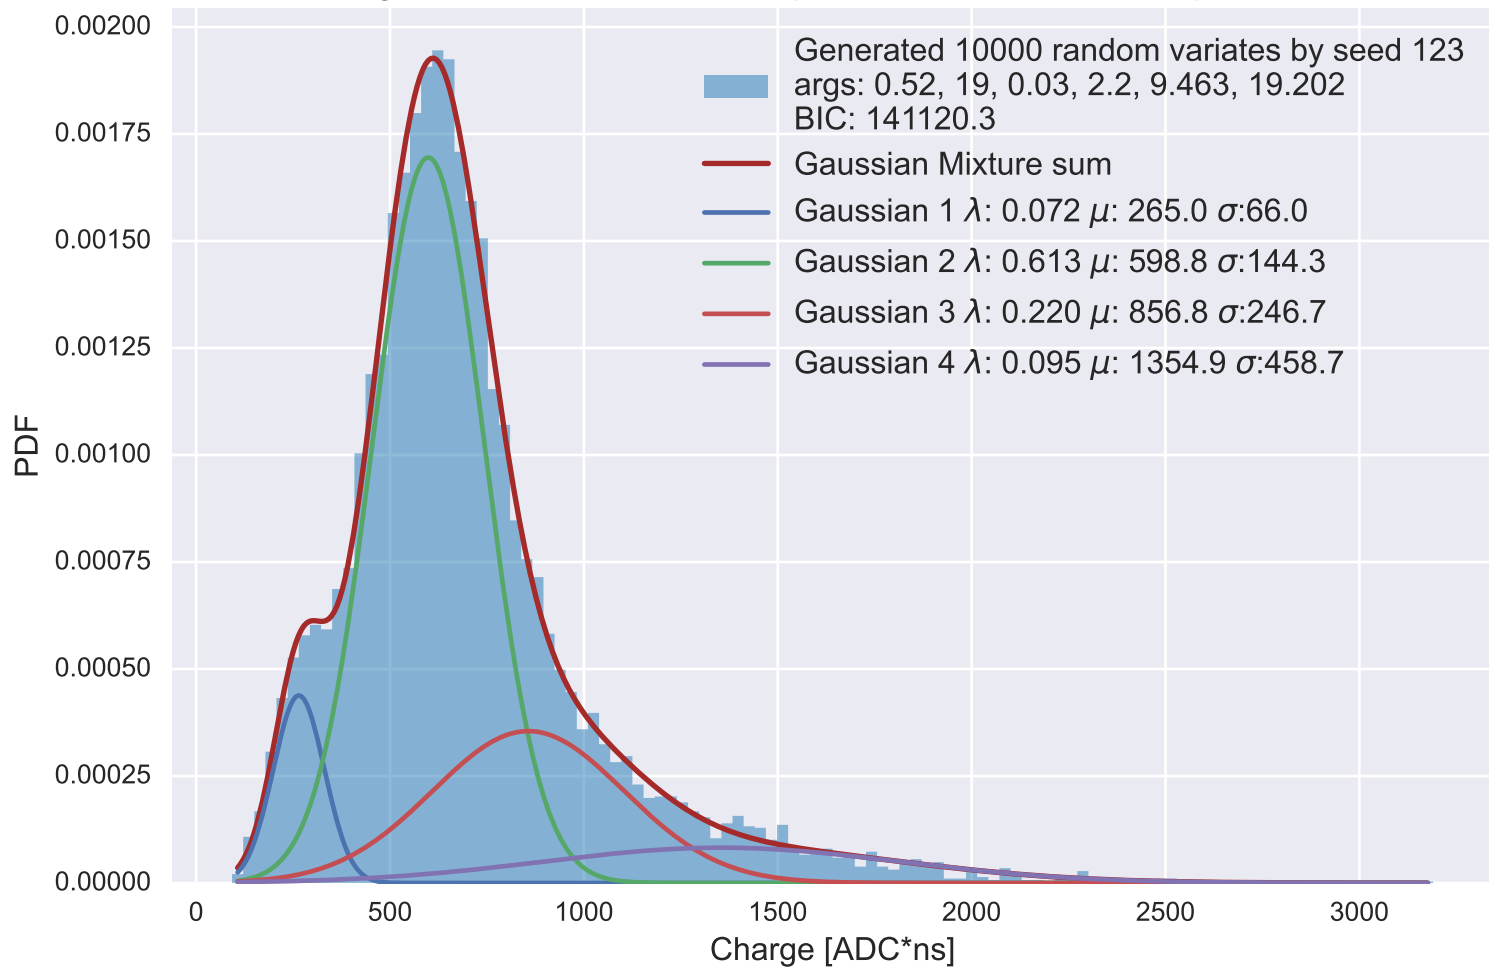 Generated 10000 random variates by seed 123
args: 0.52, 19, 0.03, 2.2, 9.463, 19.202
BIC: 141120.3
Gaussian Mixture sum
Gaussian 1 λ: 0.072 μ: 265.0 σ:66.0
Gaussian 2 λ: 0.613 μ: 598.8 σ:144.3
Gaussian 3 λ: 0.220 μ: 856.8 σ:246.7
Gaussian 4 λ: 0.095 μ: 1354.9 σ:458.7
PDF
0.00200
0.00175
0.00150
0.00125
0.00100
0.00075
0.00050
0.00025
0.00000
0 500 1000 1500 2000 2500 3000
Charge [ADC*ns]